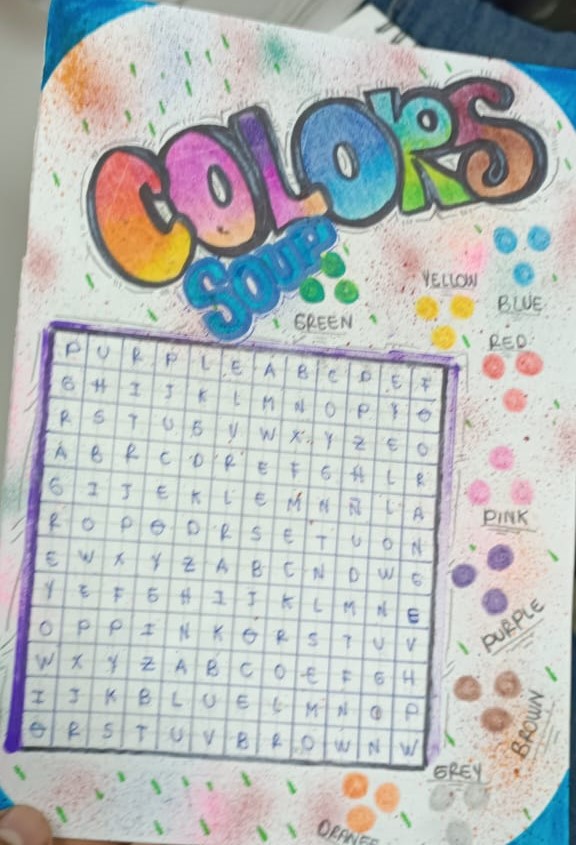 COLORS
SOUP
GREEN
YELLOW
BLUE
RED
P U R P L E A B C D E F
G H I J K L M N O P Y Q
R S T U G V W X Y Z E O
A B R C D R E F G H L R
G I J E K L E M N Ñ L A
R O P Q D R S E T U O N
E W X Y Z A B C N D W G
Y E F G H I J K L M N E
O P P I N K Q R S T U V
W X Y Z A B C O E F G H
I J K B L U E L M N O P
Q R S T U V B R O W N W
PINK
PURPLE
BROWN
GREY
ORANGE